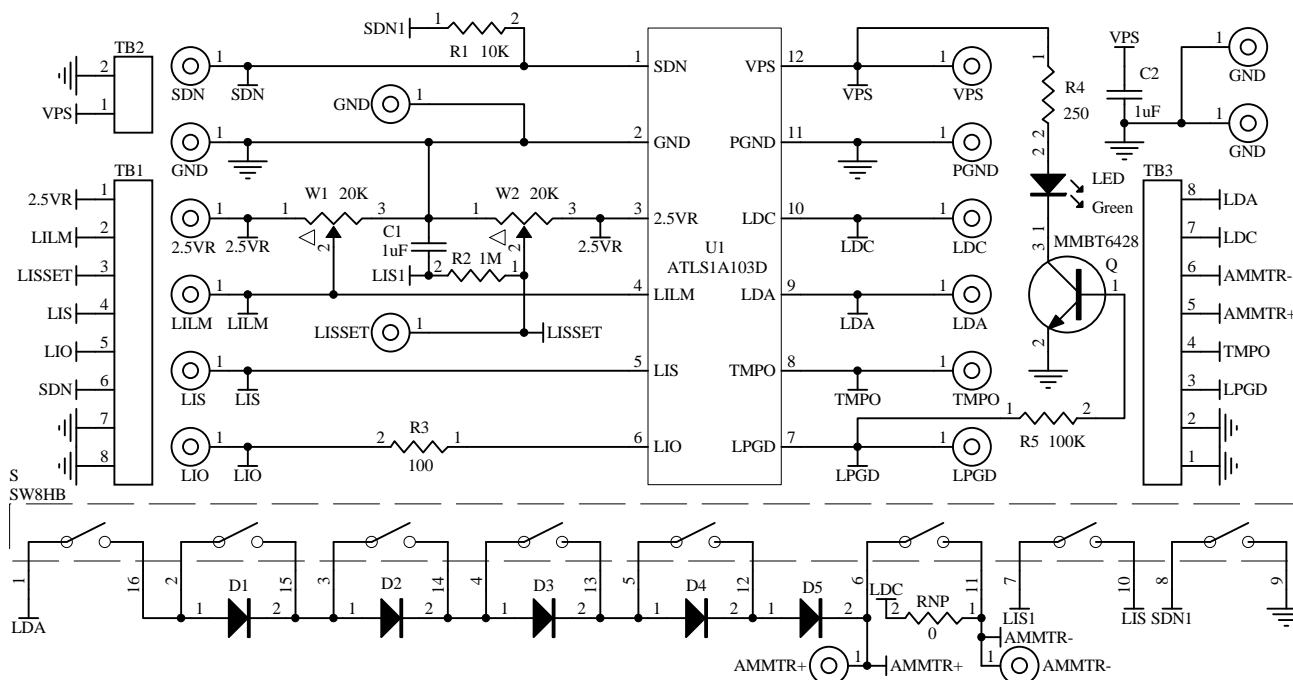 SDN1 1 2
R1 10K
TB2
2
VPS 1
1
SDN SDN
GND 1
1
GND
1 SDN
2 GND
3 2.5VR
4 LILM
5 LIS
6 LIO
U1
ATLS1A103D
VPS 12
PGND 11
LDC 10
LDA 9
TMPO 8
LPGD 7
TB1
2.5VR 1
LILM 2
LISSET 3
LIS 4
LIO 5
SDN 6
7
8
1
2.5VR 2.5VR
W1 20K
1 3
2
C1
1uF
W2 20K
1 3
2
2.5VR
LIS1 2 R2 1M 1
1
LILM LILM
LISSET 1 LISSET
1
LIS LIS
1
LIO LIO
R3
2 1
100
1
VPS VPS
1
PGND
1
LDC LDC
1
LDA LDA
1
TMPO TMPO
1
LPGD LPGD
1
R4
250
2
2
LED
Green
1
MMBT6428
3
Q
1
2
1 2
R5 100K
VPS
C2
1uF
1
GND
1
GND
TB3
8 LDA
7 LDC
6 AMMTR-
5 AMMTR+
4 TMPO
3 LPGD
2
1
S
SW8HB
1 16 2 15 3 14 4 13 5 12 6 11 7 10 8 9
LDA
D1
1 2
D2
1 2
D3
1 2
D4
1 2
D5
1 2
LDC
RNP
2 1
0
LIS1 LIS SDN1
AMMTR-
AMMTR+ 1 AMMTR+
1 AMMTR-